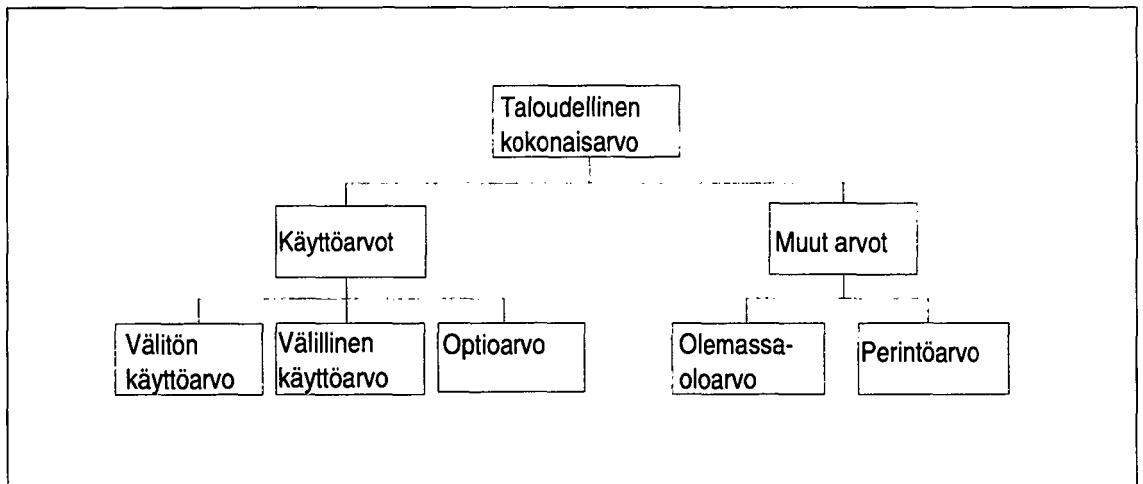 Taloudellinen
kokonaisarvo
Käyttöarvot
Muut arvot
Välitön
käyttöarvo
Välillinen
käyttöarvo
Optioarvo
Olemassa-
oloarvo
Perintöarvo